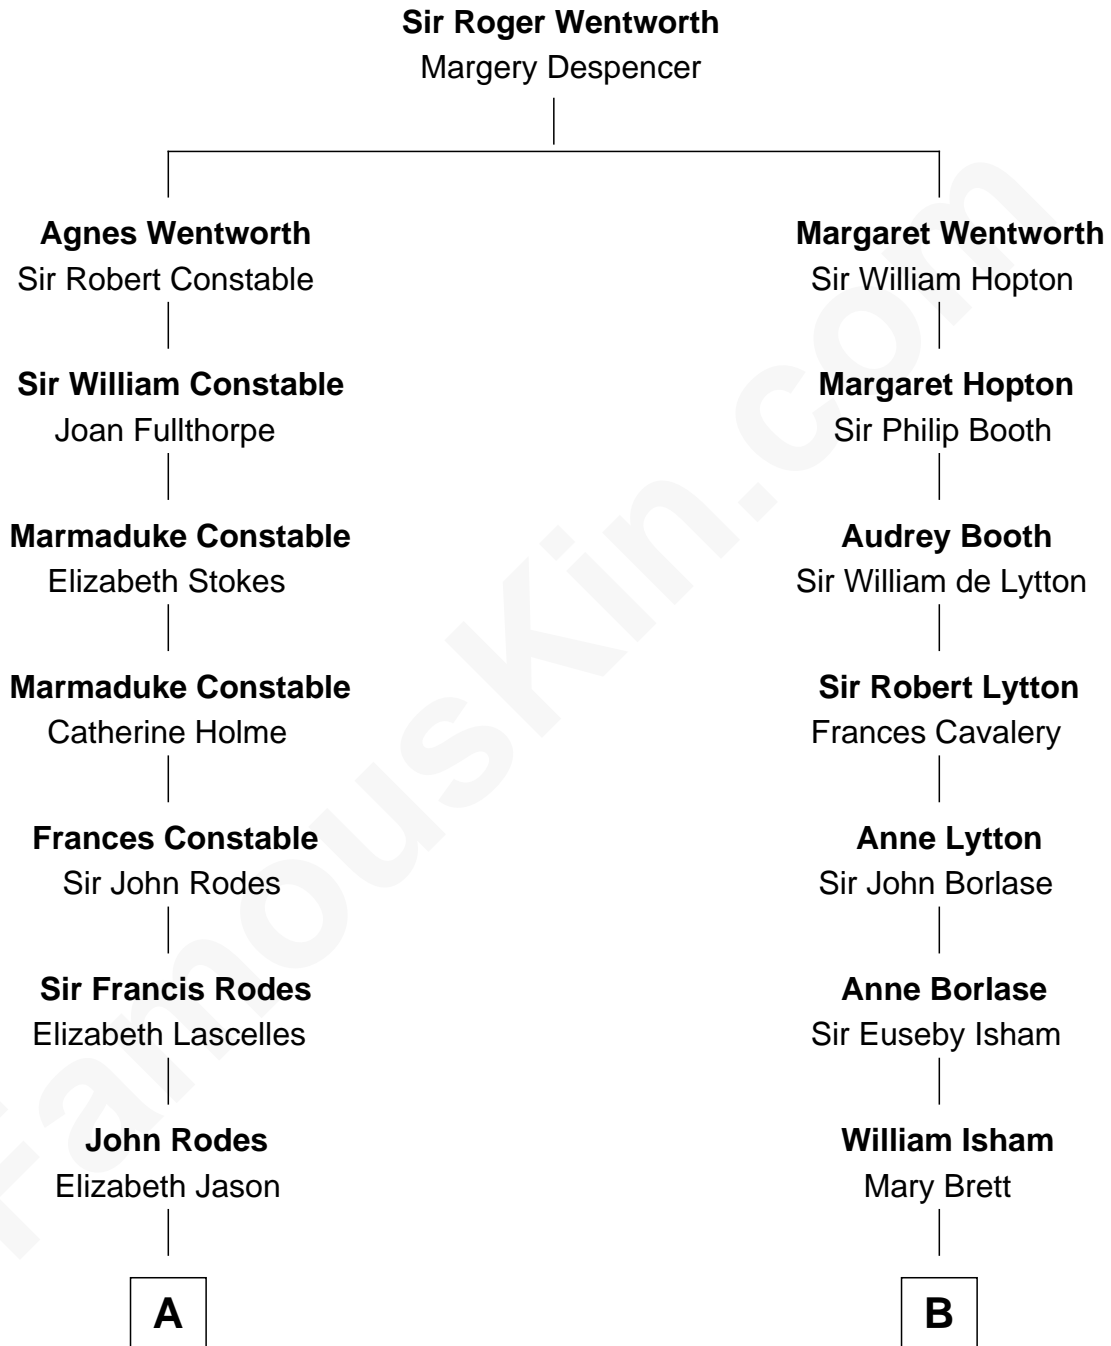 Sir Roger Wentworth
Margery Despencer
Agnes Wentworth
Sir Robert Constable
Margaret Wentworth
Sir William Hopton
Sir William Constable
Joan Fullthorpe
Margaret Hopton
Sir Philip Booth
Marmaduke Constable
Elizabeth Stokes
Audrey Booth
Sir William de Lytton
Marmaduke Constable
Catherine Holme
Sir Robert Lytton
Frances Cavalery
Frances Constable
Sir John Rodes
Anne Lytton
Sir John Borlase
Sir Francis Rodes
Elizabeth Lascelles
Anne Borlase
Sir Euseby Isham
John Rodes
Elizabeth Jason
William Isham
Mary Brett
A
B
FamousKin.com